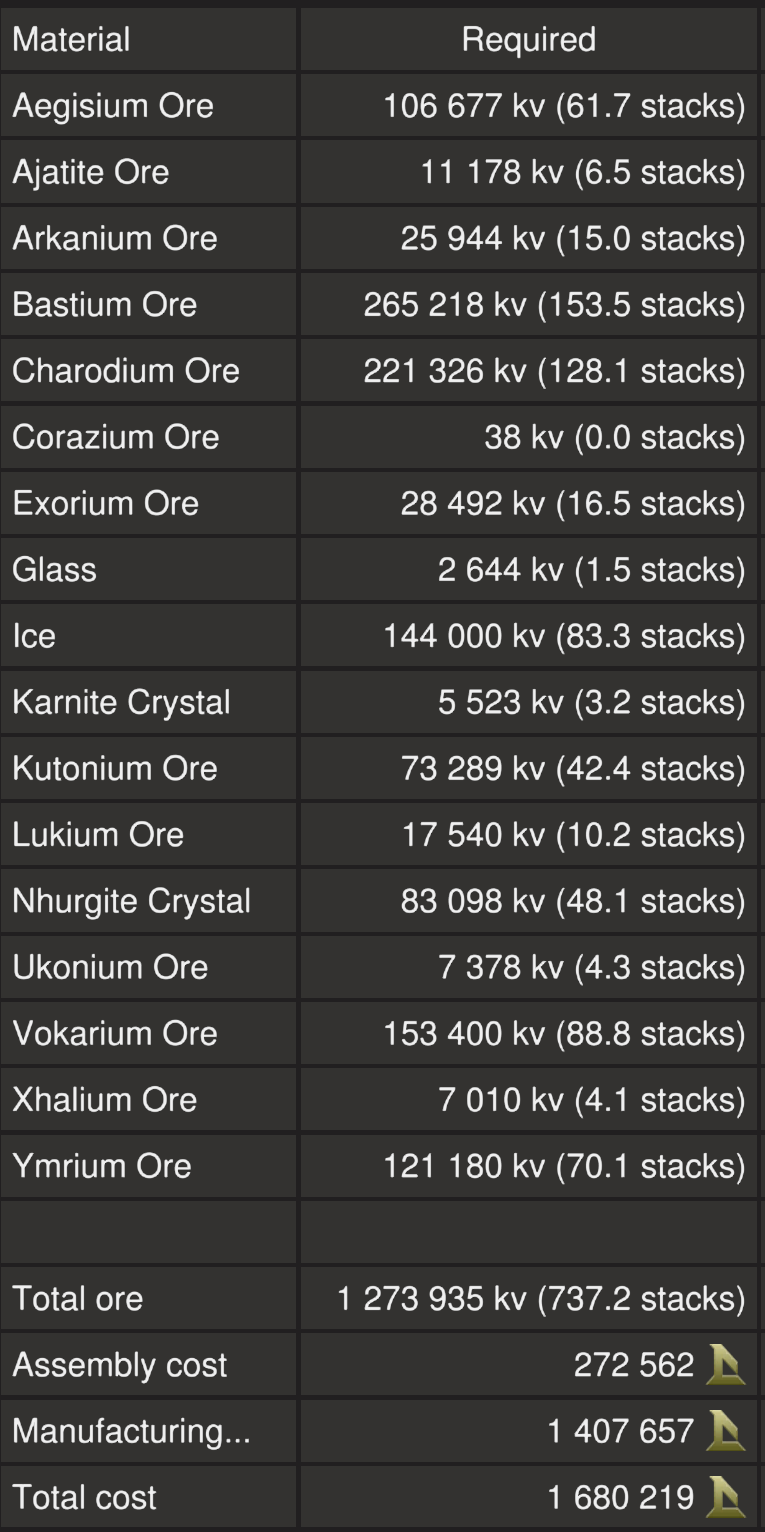 Material Required
Aegisium Ore 106 677 kv (61.7 stacks)
Ajatite Ore 11 178 kv (6.5 stacks)
Arkanium Ore 25 944 kv (15.0 stacks)
Bastium Ore 265 218 kv (153.5 stacks)
Charodium Ore 221 326 kv (128.1 stacks)
Corazium Ore 38 kv (0.0 stacks)
Exorium Ore 28 492 kv (16.5 stacks)
Glass 2 644 kv (1.5 stacks)
Ice 144 000 kv (83.3 stacks)
Karnite Crystal 5 523 kv (3.2 stacks)
Kutonium Ore 73 289 kv (42.4 stacks)
Lukium Ore 17 540 kv (10.2 stacks)
Nhurgite Crystal 83 098 kv (48.1 stacks)
Ukonium Ore 7 378 kv (4.3 stacks)
Vokarium Ore 153 400 kv (88.8 stacks)
Xhalium Ore 7 010 kv (4.1 stacks)
Ymrium Ore 121 180 kv (70.1 stacks)
Total ore 1 273 935 kv (737.2 stacks)
Assembly cost 272 562
Manufacturing... 1 407 657
Total cost 1 680 219